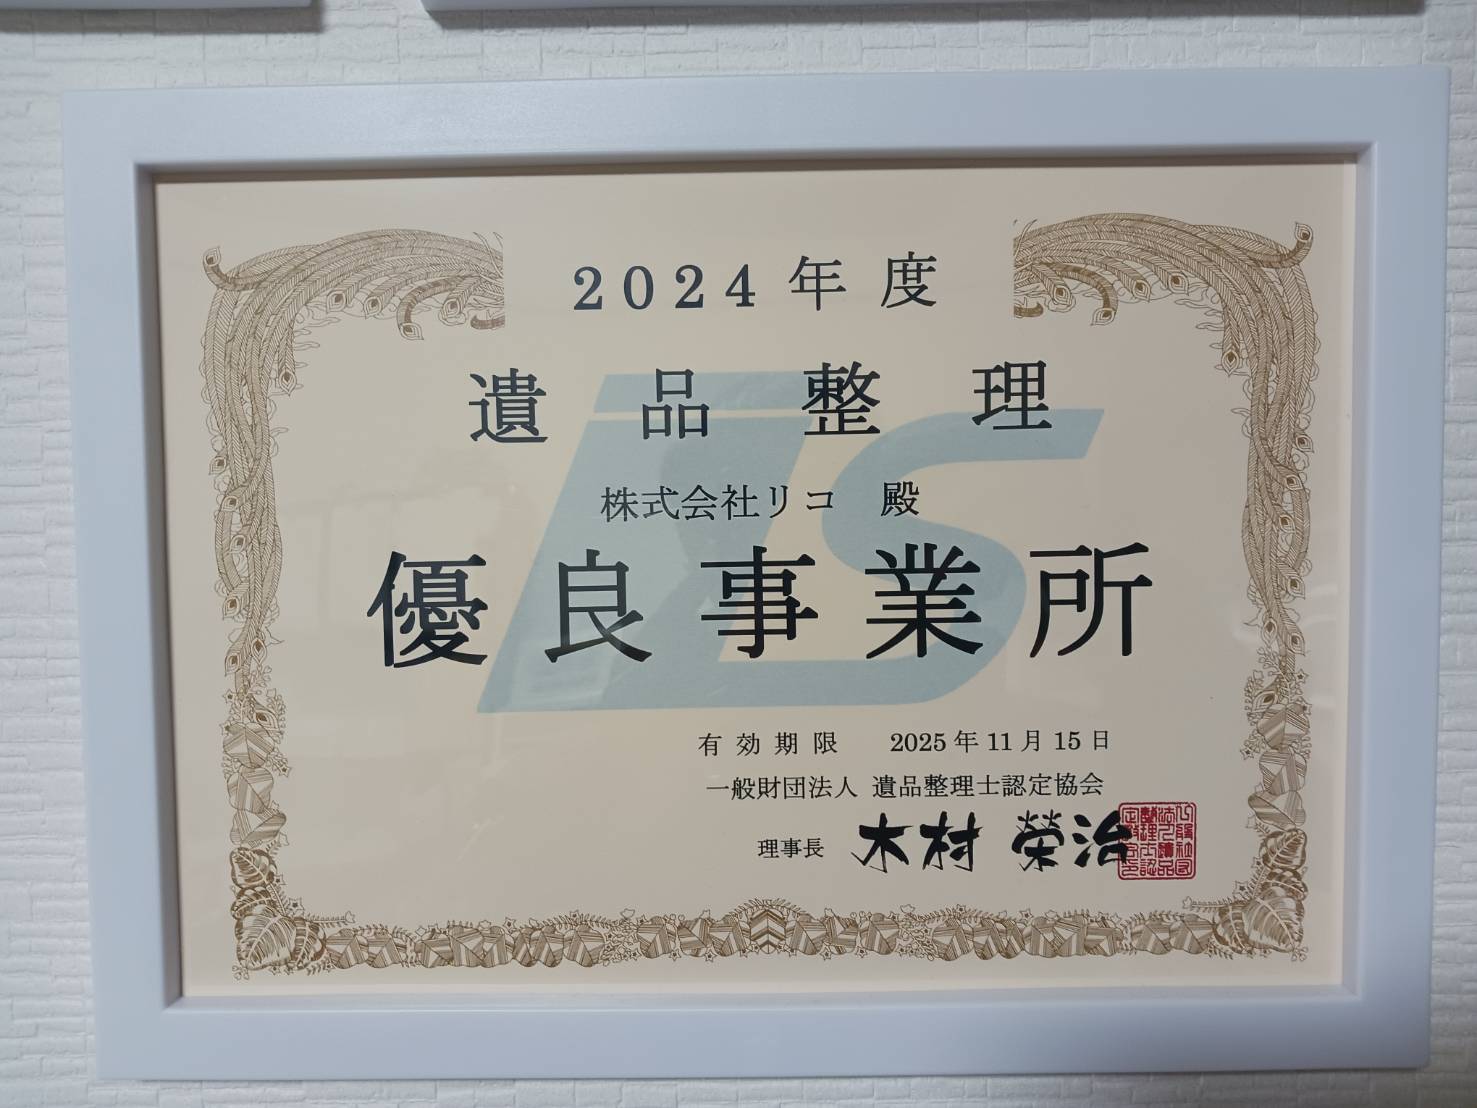 2024年度
遺品整理
株式会社リコ 殿
優良事業所
有効期限 2025年11月15日
一般財団法人 遺品整理士認定協会
理事長 木村 榮治